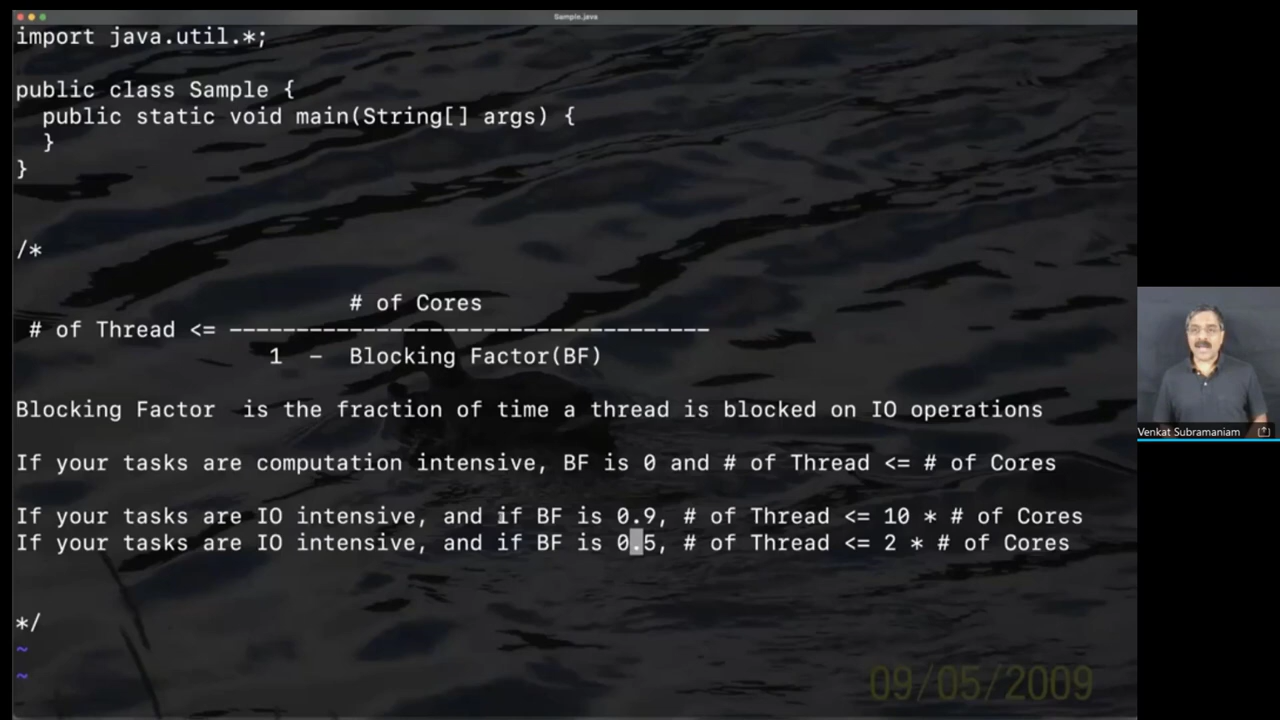 Sample.java
import java.util.*;
public class Sample {
  public static void main(String[] args) {
  }
}
/*
# of Cores
# of Thread <= ------------------------------------
1  -  Blocking Factor(BF)
Blocking Factor  is the fraction of time a thread is blocked on IO operations
If your tasks are computation intensive, BF is 0 and # of Thread <= # of Cores
If your tasks are IO intensive, and if BF is 0.9, # of Thread <= 10 * # of Cores
If your tasks are IO intensive, and if BF is 0.5, # of Thread <= 2 * # of Cores
*/
~
~
09/05/2009
Venkat Subramaniam